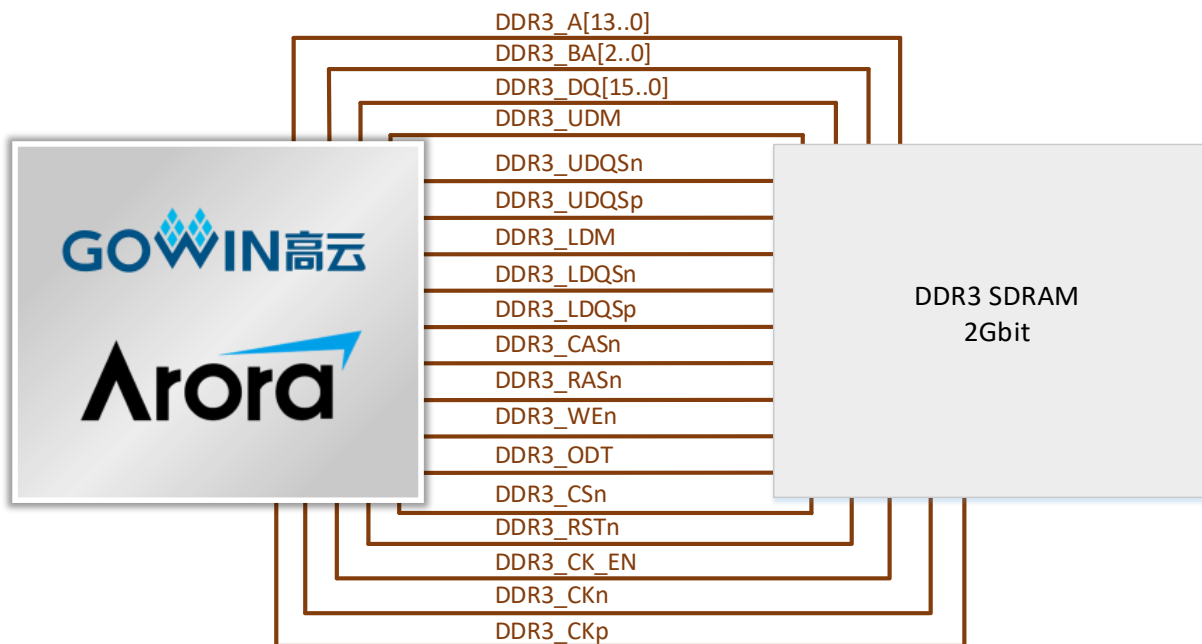 DDR3_A[13..0]
DDR3_BA[2..0]
DDR3_DQ[15..0]
DDR3_UDM
DDR3_UDQSn
DDR3_UDQSp
DDR3_LDM
DDR3_LDQSn
DDR3_LDQSp
DDR3_CASn
DDR3_RASn
DDR3_WEn
DDR3_ODT
DDR3_CSn
DDR3_RSTn
DDR3_CK_EN
DDR3_CKn
DDR3_CKp
GOWIN高云
Arora
DDR3 SDRAM
2Gbit